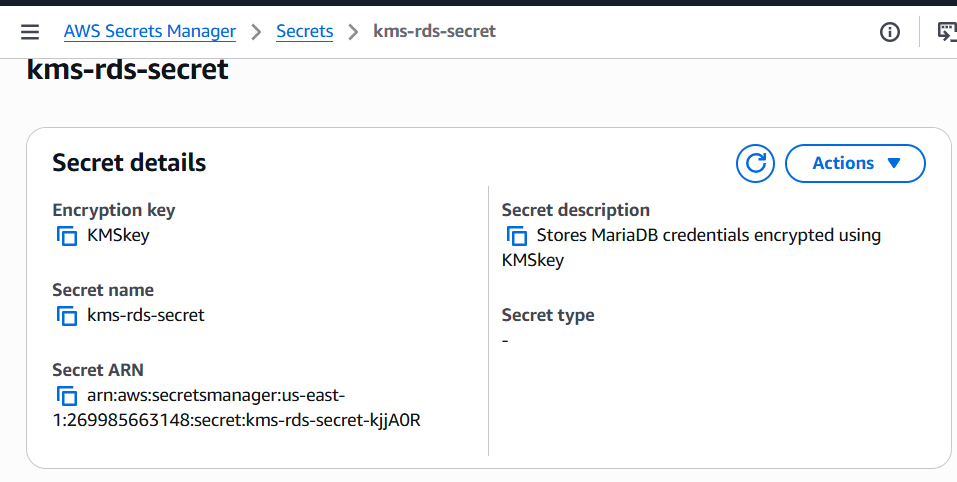 AWS Secrets Manager > Secrets > kms-rds-secret
kms-rds-secret
Secret details
Actions
Encryption key
KMSkey
Secret name
kms-rds-secret
Secret ARN
arn:aws:secretsmanager:us-east-
1:269985663148:secret:kms-rds-secret-kjjA0R
Secret description
Stores MariaDB credentials encrypted using
KMSkey
Secret type
-